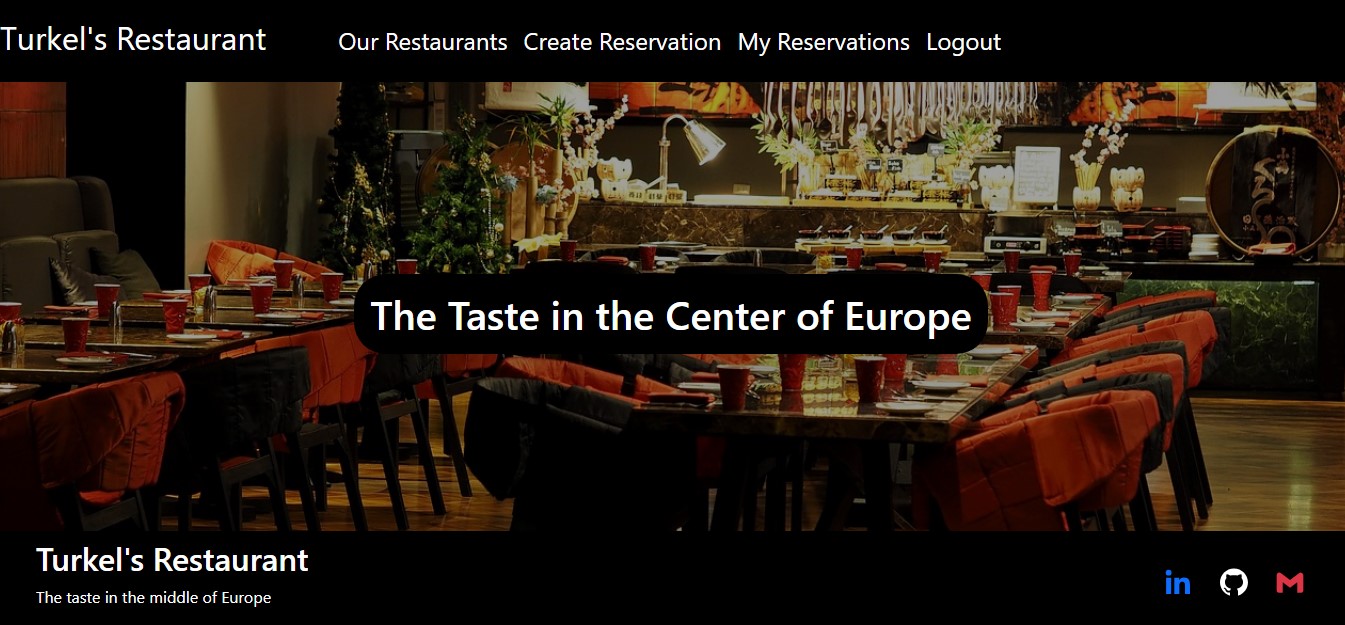 Turkel's Restaurant
Our Restaurants Create Reservation My Reservations Logout
The Taste in the Center of Europe
Turkel's Restaurant
The taste in the middle of Europe
in